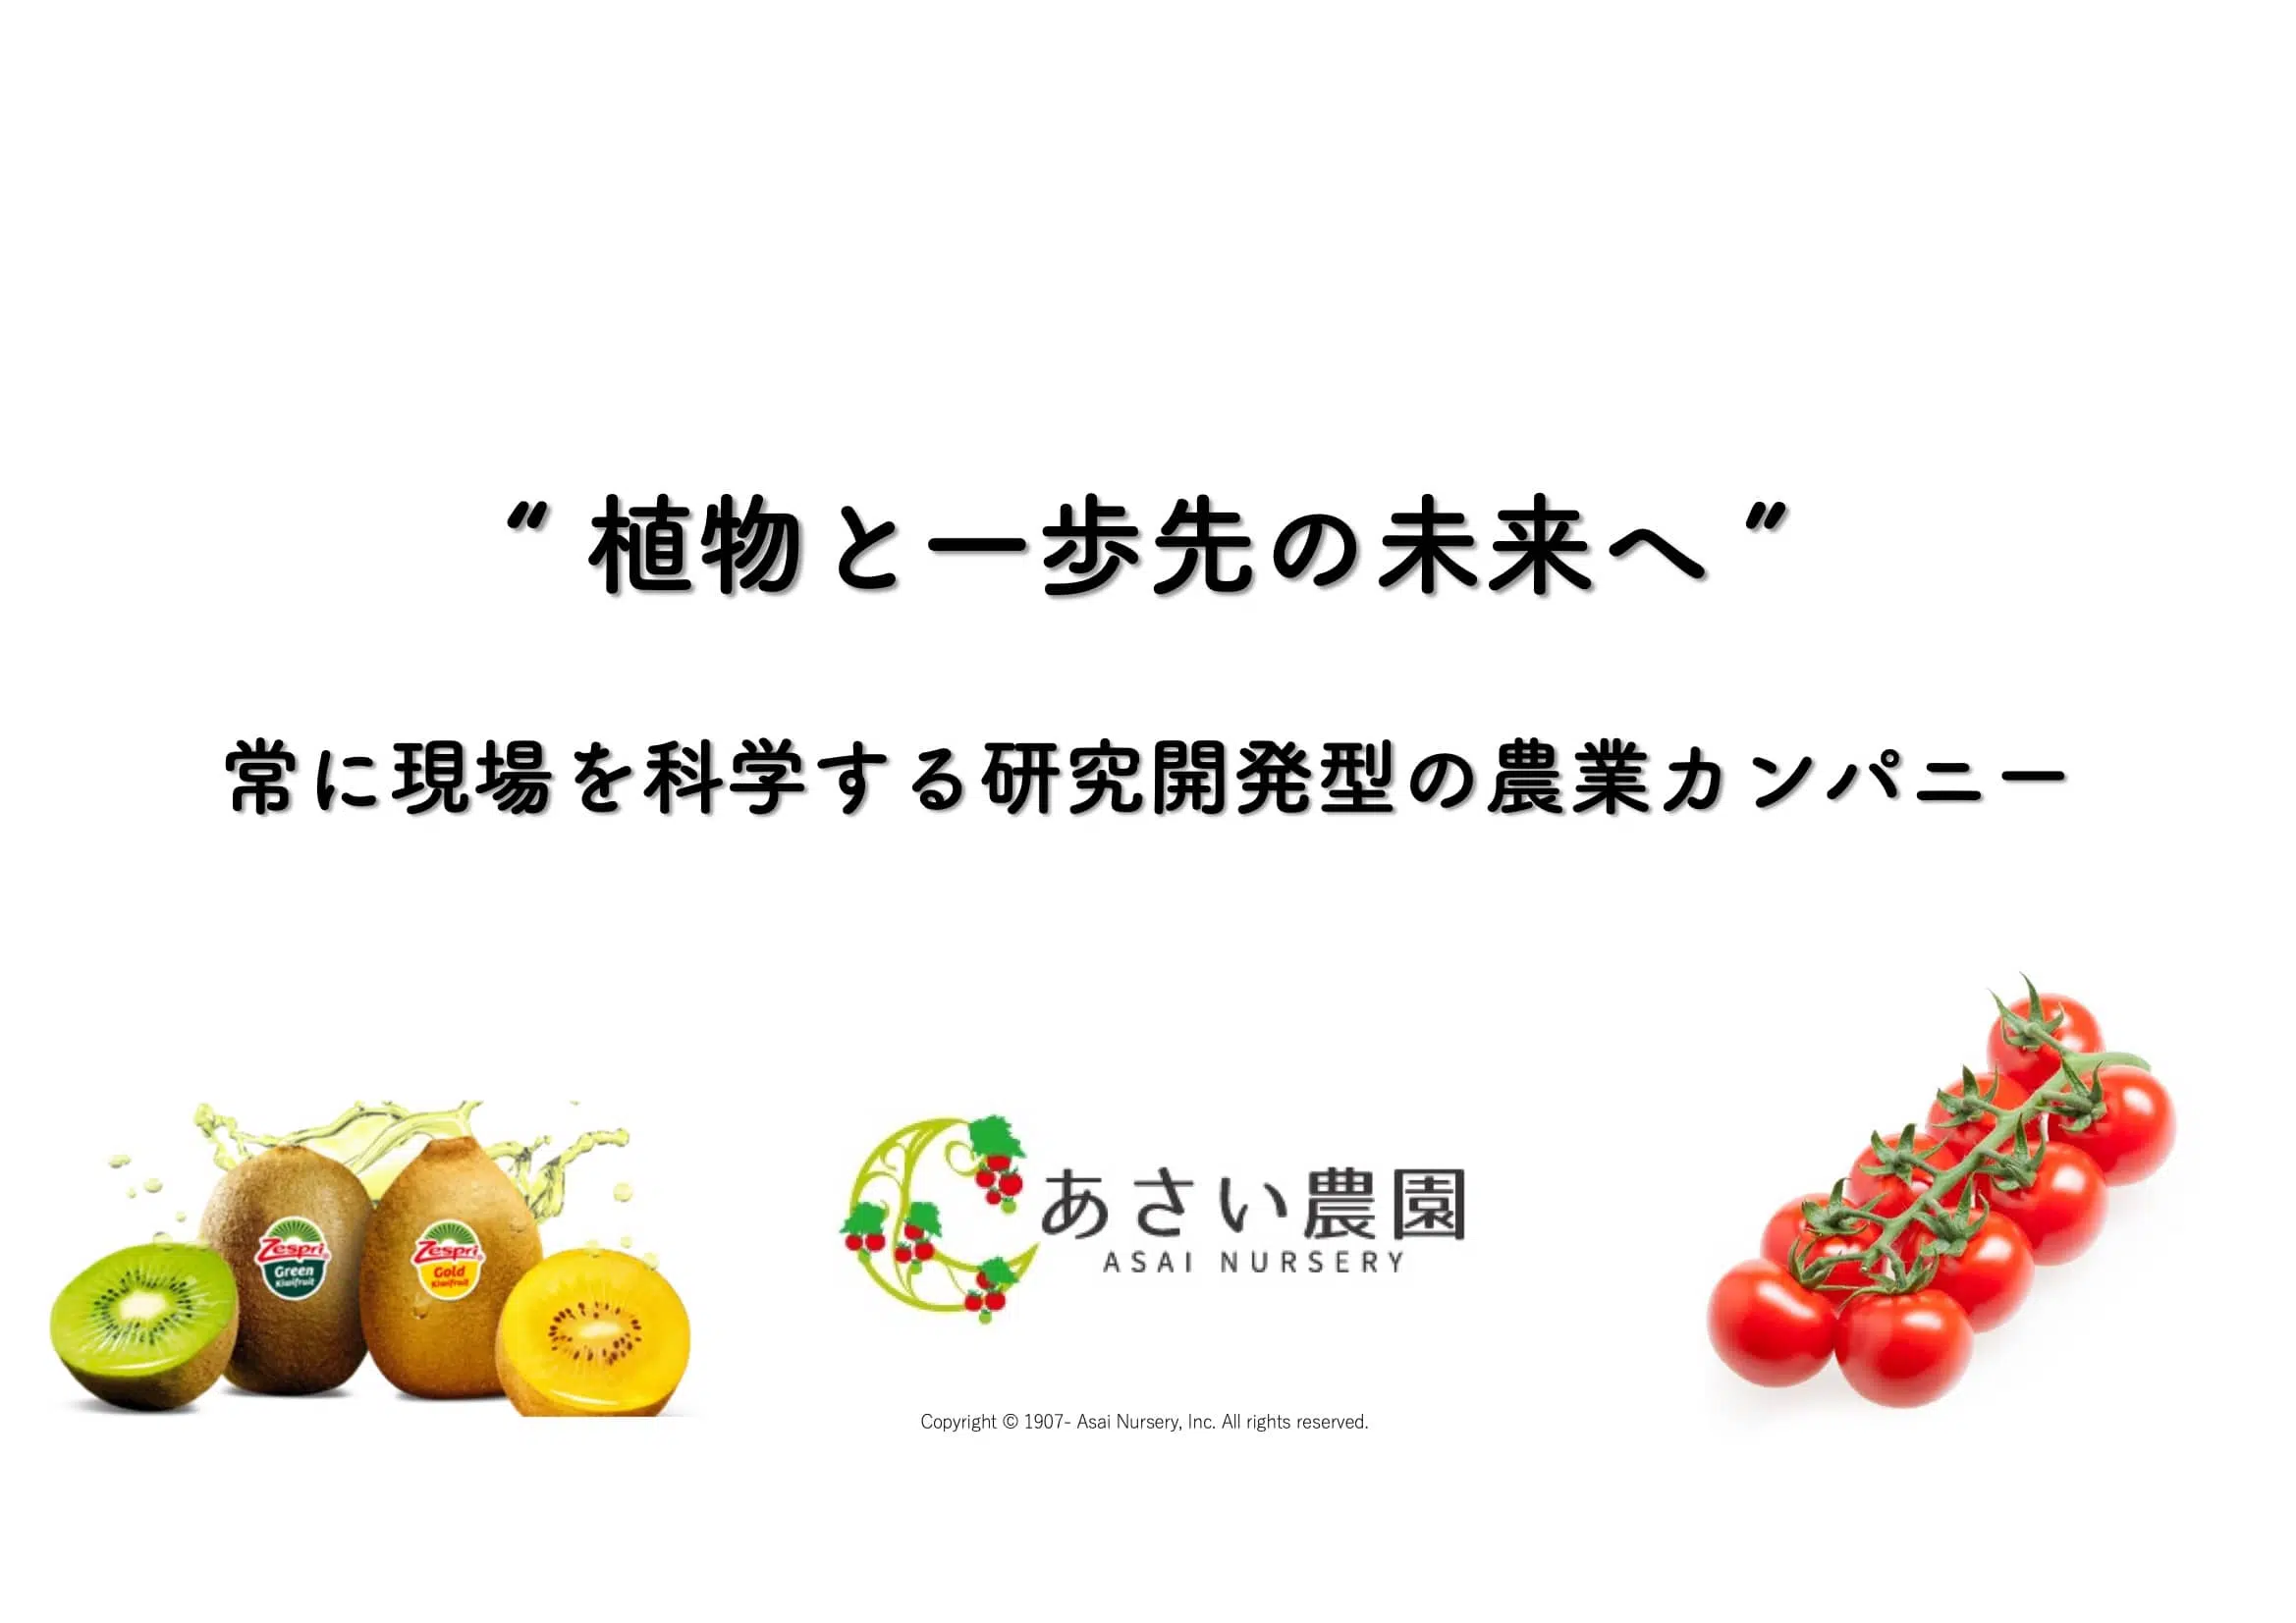 “ 植物と一歩先の未来へ ”
常に現場を科学する研究開発型の農業カンパニー
Zespri®
Green
Kiwifruit
Zespri®
Gold
Kiwifruit
あさい農園
ASAI NURSERY
Copyright © 1907- Asai Nursery, Inc. All rights reserved.